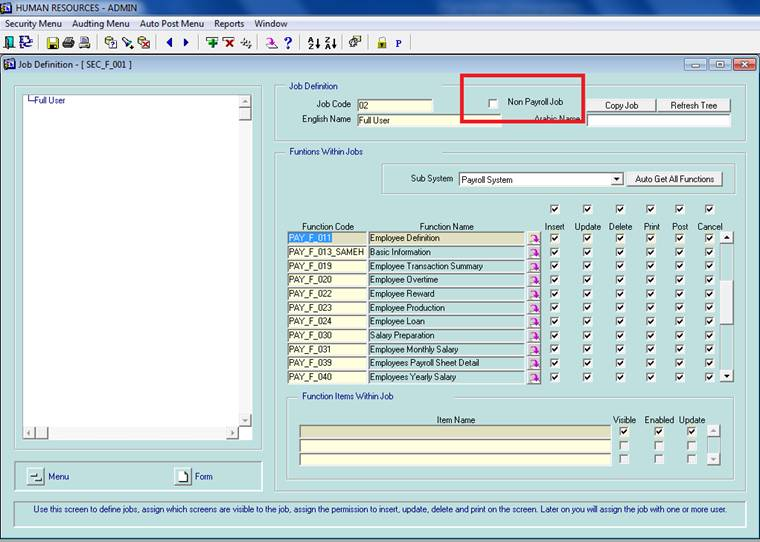 HUMAN RESOURCES - ADMIN
Security Menu Auditing Menu Auto Post Menu Reports Window
Job Definition - [ SEC_F_001 ]
Full User
Job Definition
Job Code 02 Non Payroll Job Copy Job Refresh Tree
English Name Full User Arabic Name
Funtions Within Jobs
Sub System Payroll System Auto Get All Functions
Function Code Function Name Insert Update Delete Print Post Cancel
PAY_F_011 Employee Definition
PAY_F_013_SAMEH Basic Information
PAY_F_019 Employee Transaction Summary
PAY_F_020 Employee Overtime
PAY_F_022 Employee Reward
PAY_F_023 Employee Production
PAY_F_024 Employee Loan
PAY_F_030 Salary Preparation
PAY_F_031 Employee Monthly Salary
PAY_F_039 Employees Payroll Sheet Detail
PAY_F_040 Employees Yearly Salary
Function Items Within Job
Item Name Visible Enabled Update
Menu Form
Use this screen to define jobs, assign which screens are visible to the job, assign the permission to insert, update, delete and print on the screen. Later on you will assign the job with one or more user.